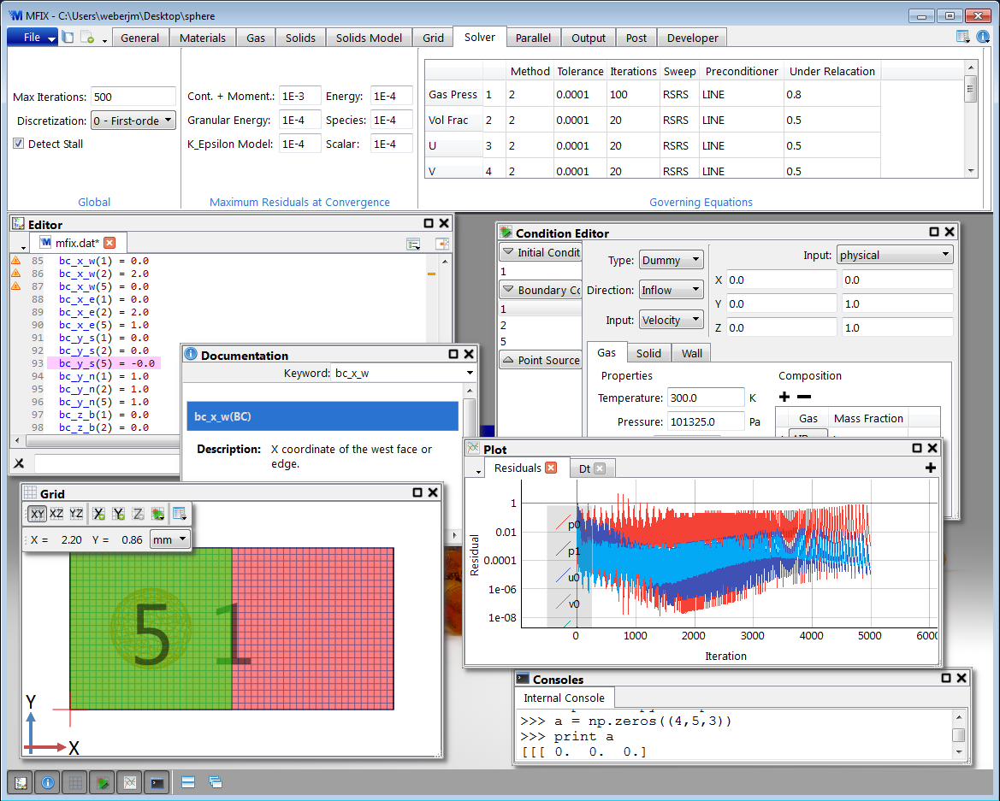 MFIX - C:\Users\weberjm\Desktop\sphere
File General Materials Gas Solids Solids Model Grid Solver Parallel Output Post Developer
Max Iterations: 500
Discretization: 0 - First-orde
Detect Stall
Global
Cont. + Moment.: 1E-3 Energy: 1E-4
Granular Energy: 1E-4 Species: 1E-4
K_Epsilon Model: 1E-4 Scalar: 1E-4
Maximum Residuals at Convergence
Method Tolerance Iterations Sweep Preconditioner Under Relacation
Gas Press 1 2 0.0001 100 RSRS LINE 0.8
Vol Frac 2 2 0.0001 20 RSRS LINE 0.5
U 3 2 0.0001 20 RSRS LINE 0.5
V 4 2 0.0001 20 RSRS LINE 0.5
Governing Equations
Editor
mfix.dat*
85 bc_x_w(1) = 0.0
86 bc_x_w(2) = 2.0
87 bc_x_w(5) = 0.0
88 bc_x_e(1) = 0.0
89 bc_x_e(2) = 2.0
90 bc_x_e(5) = 1.0
91 bc_y_s(1) = 0.0
92 bc_y_s(2) = 0.0
93 bc_y_s(5) = -0.0
94 bc_y_n(1) = 1.0
95 bc_y_n(2) = 1.0
96 bc_y_n(5) = 1.0
97 bc_z_b(1) = 0.0
98 bc_z_b(2) = 0.0
Condition Editor
Initial Condit
1
Boundary Co
1
2
5
Point Source
Type: Dummy
Direction: Inflow
Input: Velocity
Input: physical
X 0.0 0.0
Y 0.0 1.0
Z 0.0 1.0
Gas Solid Wall
Properties
Temperature: 300.0 K
Pressure: 101325.0 Pa
Composition
Gas Mass Fraction
Documentation
Keyword: bc_x_w
bc_x_w(BC)
Description: X coordinate of the west face or
edge.
Plot
Residuals Dt
Residual
1
0.01
0.0001
1e-06
1e-08
p0
p1
u0
v0
0 1000 2000 3000 4000 5000 6000
Iteration
Grid
XY XZ YZ X Y Z
X = 2.20 Y = 0.86 mm
5 1
Y
X
Consoles
Internal Console
>>> a = np.zeros((4,5,3))
>>> print a
[[[ 0. 0. 0.]